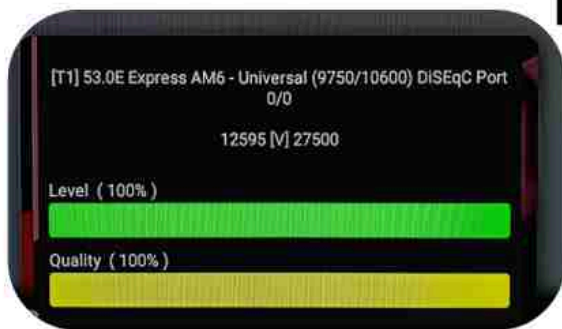 [T1] 53.0E Express AM6 - Universal (9750/10600) DiSEqC Port
0/0
12595 [V] 27500
Level ( 100% )
Quality ( 100% )